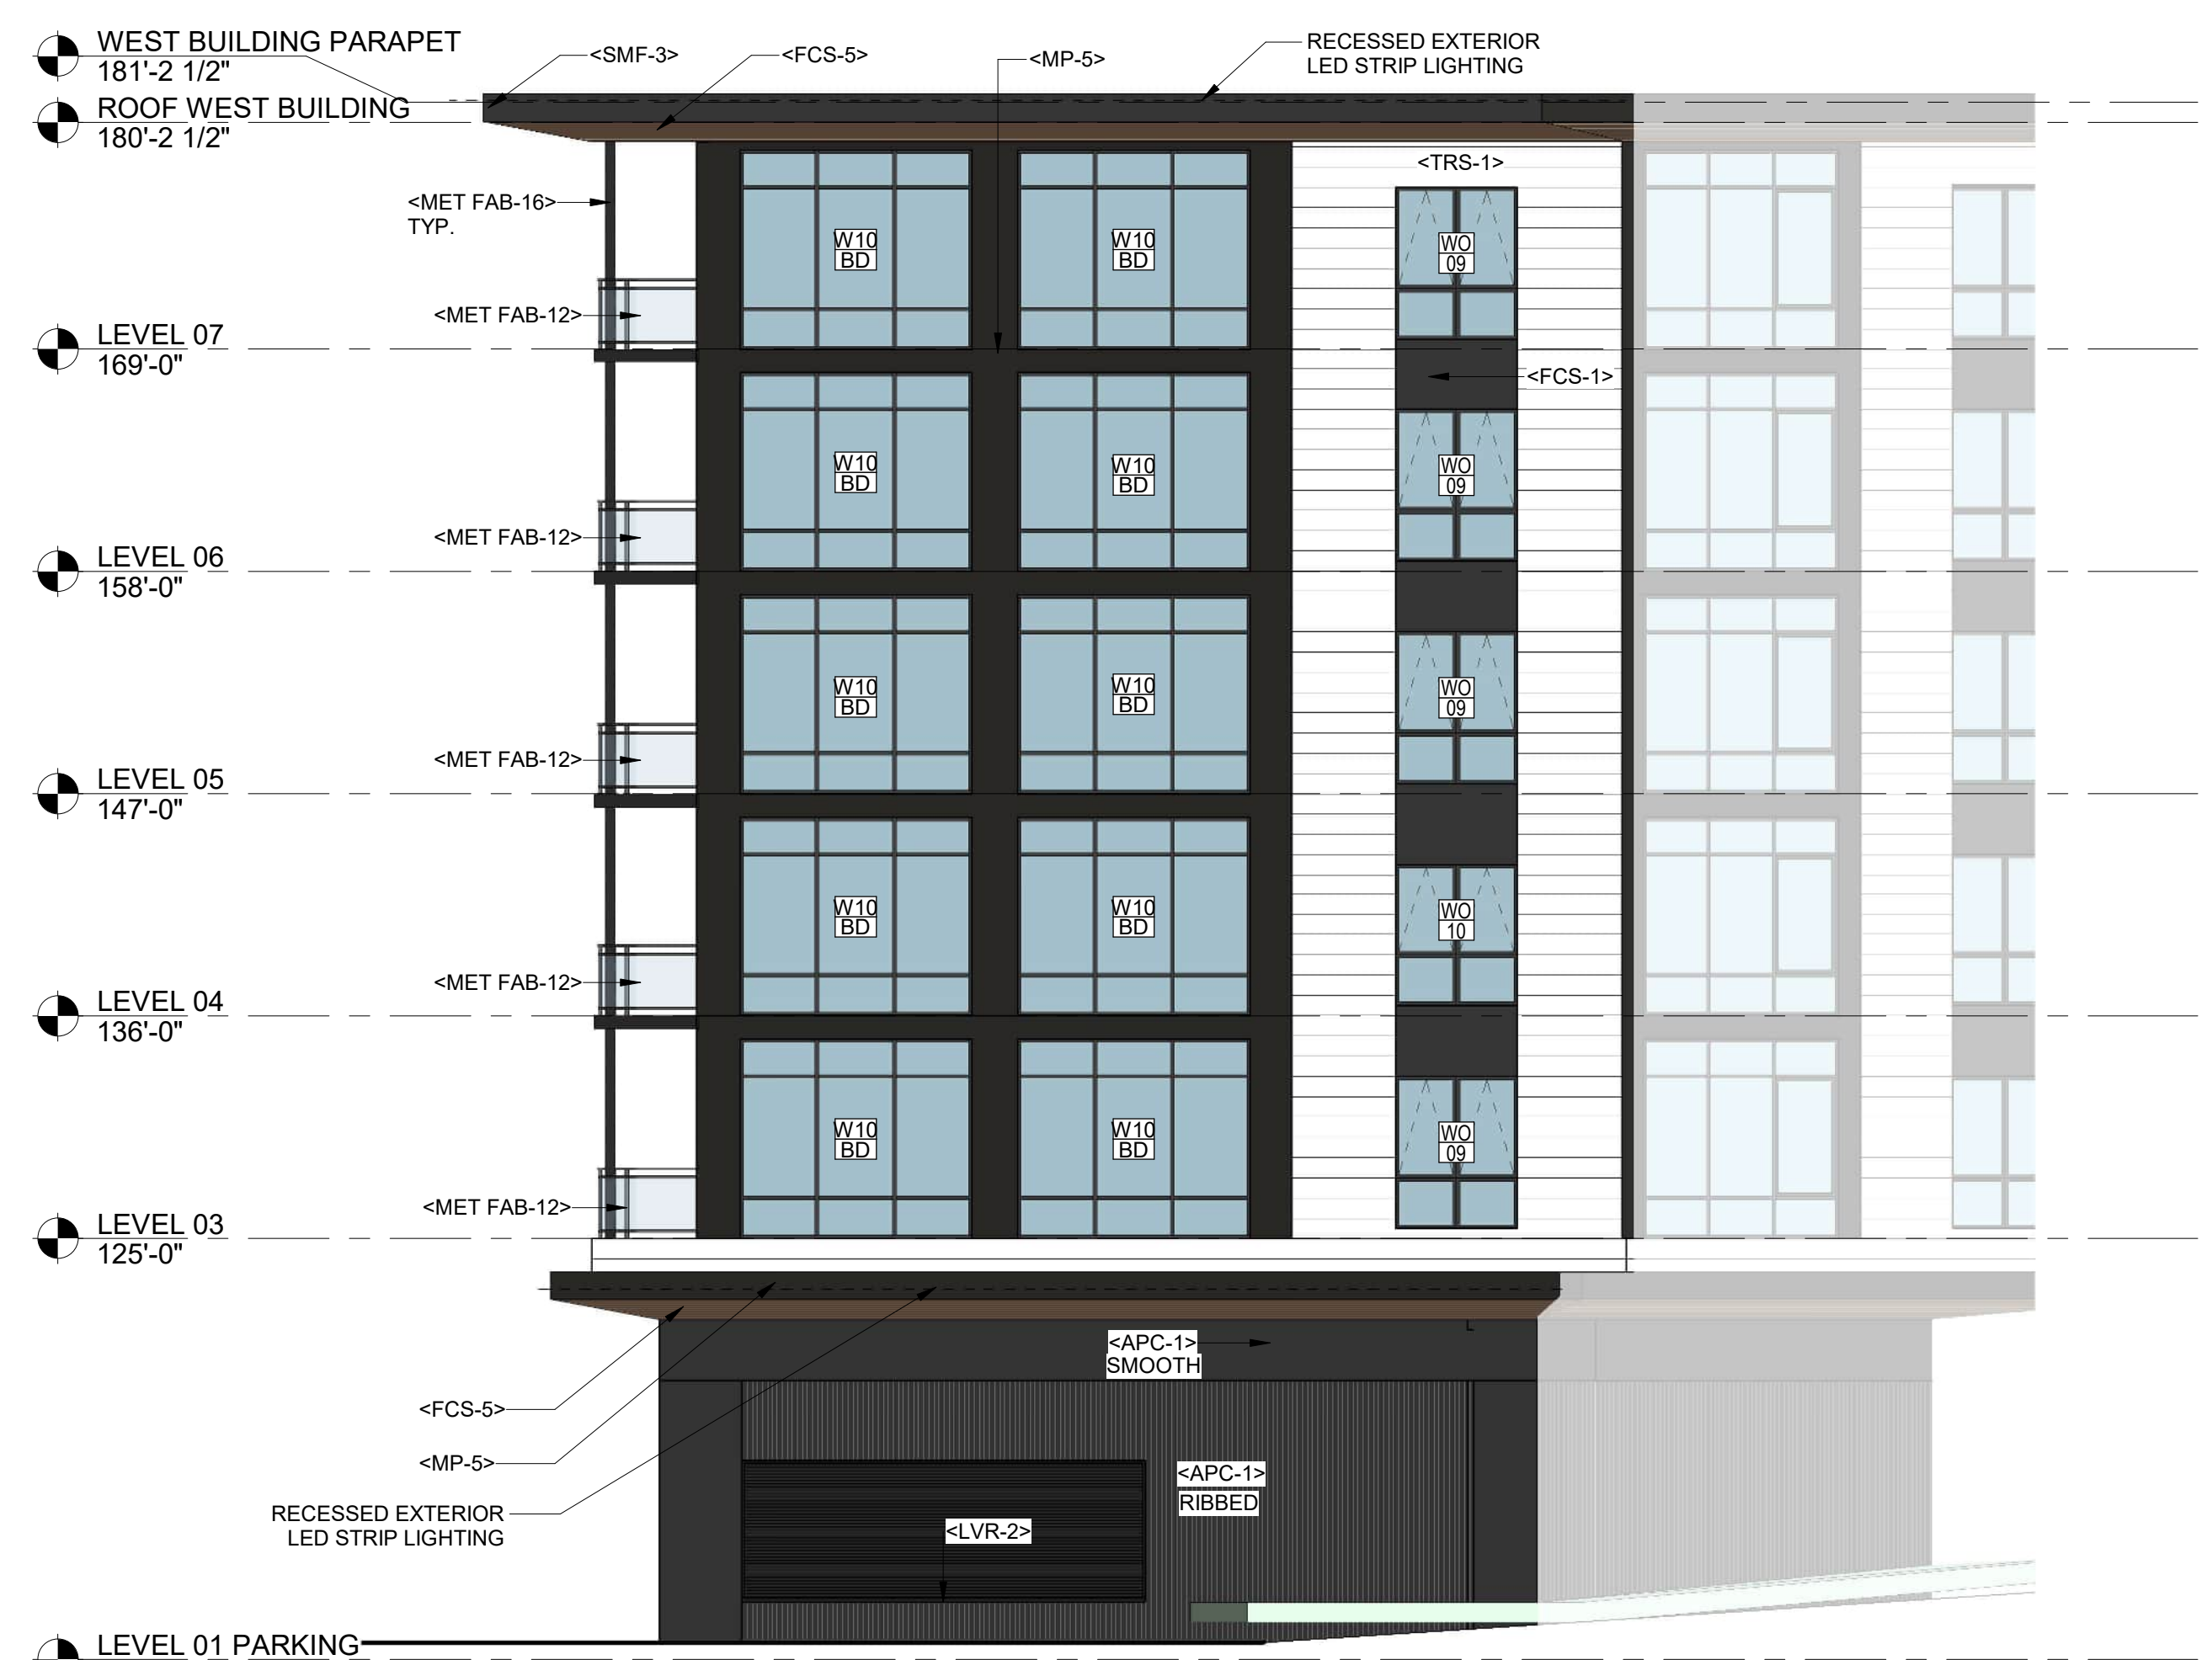 WEST BUILDING PARAPET
181'-2 1/2"
<SMF-3>
<FCS-5>
<MP-5>
RECESSED EXTERIOR
LED STRIP LIGHTING
ROOF WEST BUILDING
180'-2 1/2"
<TRS-1>
<MET FAB-16>
TYP.
W10
BD
W10
BD
WO
09
<MET FAB-12>
LEVEL 07
169'-0"
<FCS-1>
W10
BD
W10
BD
WO
09
<MET FAB-12>
LEVEL 06
158'-0"
W10
BD
W10
BD
WO
09
<MET FAB-12>
LEVEL 05
147'-0"
W10
BD
W10
BD
WO
10
<MET FAB-12>
LEVEL 04
136'-0"
W10
BD
W10
BD
WO
09
<MET FAB-12>
LEVEL 03
125'-0"
<APC-1>
SMOOTH
<FCS-5>
<MP-5>
<APC-1>
RIBBED
RECESSED EXTERIOR
LED STRIP LIGHTING
<LVR-2>
LEVEL 01 PARKING